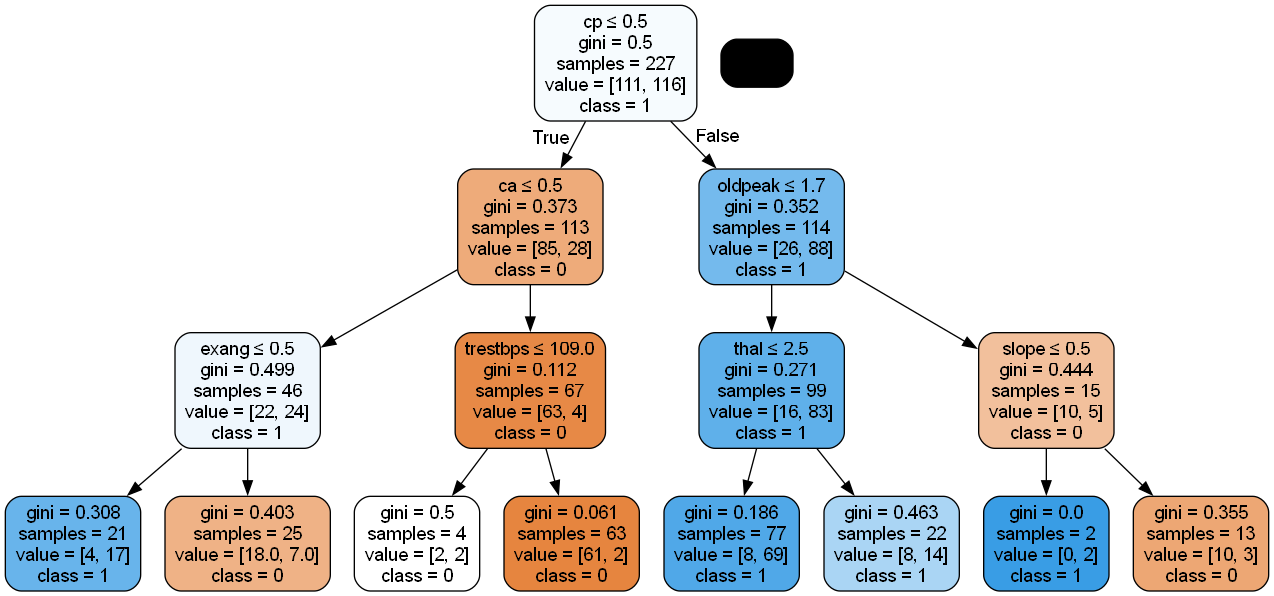 cp ≤ 0.5
gini = 0.5
samples = 227
value = [111, 116]
class = 1
True
False
ca ≤ 0.5
gini = 0.373
samples = 113
value = [85, 28]
class = 0
oldpeak ≤ 1.7
gini = 0.352
samples = 114
value = [26, 88]
class = 1
exang ≤ 0.5
gini = 0.499
samples = 46
value = [22, 24]
class = 1
trestbps ≤ 109.0
gini = 0.112
samples = 67
value = [63, 4]
class = 0
thal ≤ 2.5
gini = 0.271
samples = 99
value = [16, 83]
class = 1
slope ≤ 0.5
gini = 0.444
samples = 15
value = [10, 5]
class = 0
gini = 0.308
samples = 21
value = [4, 17]
class = 1
gini = 0.403
samples = 25
value = [18.0, 7.0]
class = 0
gini = 0.5
samples = 4
value = [2, 2]
class = 0
gini = 0.061
samples = 63
value = [61, 2]
class = 0
gini = 0.186
samples = 77
value = [8, 69]
class = 1
gini = 0.463
samples = 22
value = [8, 14]
class = 1
gini = 0.0
samples = 2
value = [0, 2]
class = 1
gini = 0.355
samples = 13
value = [10, 3]
class = 0